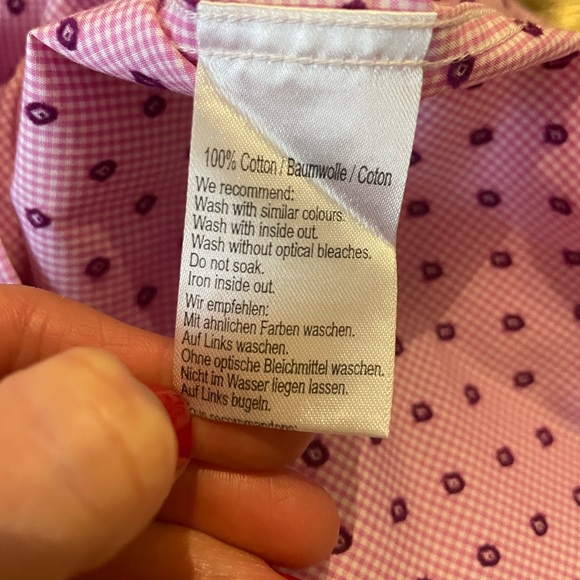 100% Cotton / Baumwolle / Coton
We recommend:
Wash with similar colours.
Wash with inside out.
Wash without optical bleaches.
Do not soak.
Iron inside out.
Wir empfehlen:
Mit ahnlichen Farben waschen.
Auf Links waschen.
Ohne optische Bleichmittel waschen.
Nicht im Wasser liegen lassen.
Auf Links bugeln.